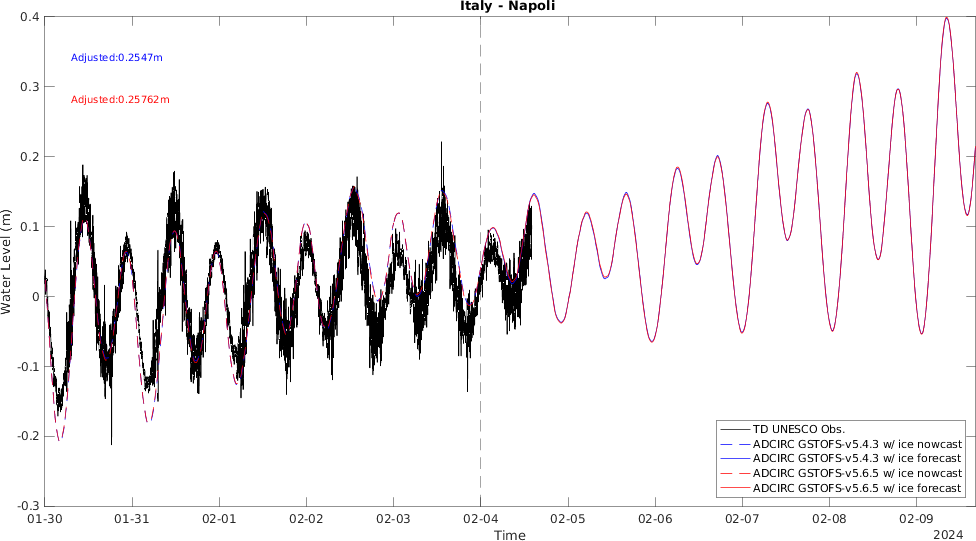 Italy - Napoli
Adjusted:0.2547m
Adjusted:0.25762m
Water Level (m)
0.4
0.3
0.2
0.1
0
-0.1
-0.2
-0.3
TD UNESCO Obs.
ADCIRC GSTOFS-v5.4.3 w/ ice nowcast
ADCIRC GSTOFS-v5.4.3 w/ ice forecast
ADCIRC GSTOFS-v5.6.5 w/ ice nowcast
ADCIRC GSTOFS-v5.6.5 w/ ice forecast
01-30 01-31 02-01 02-02 02-03 02-04 02-05 02-06 02-07 02-08 02-09
Time
2024